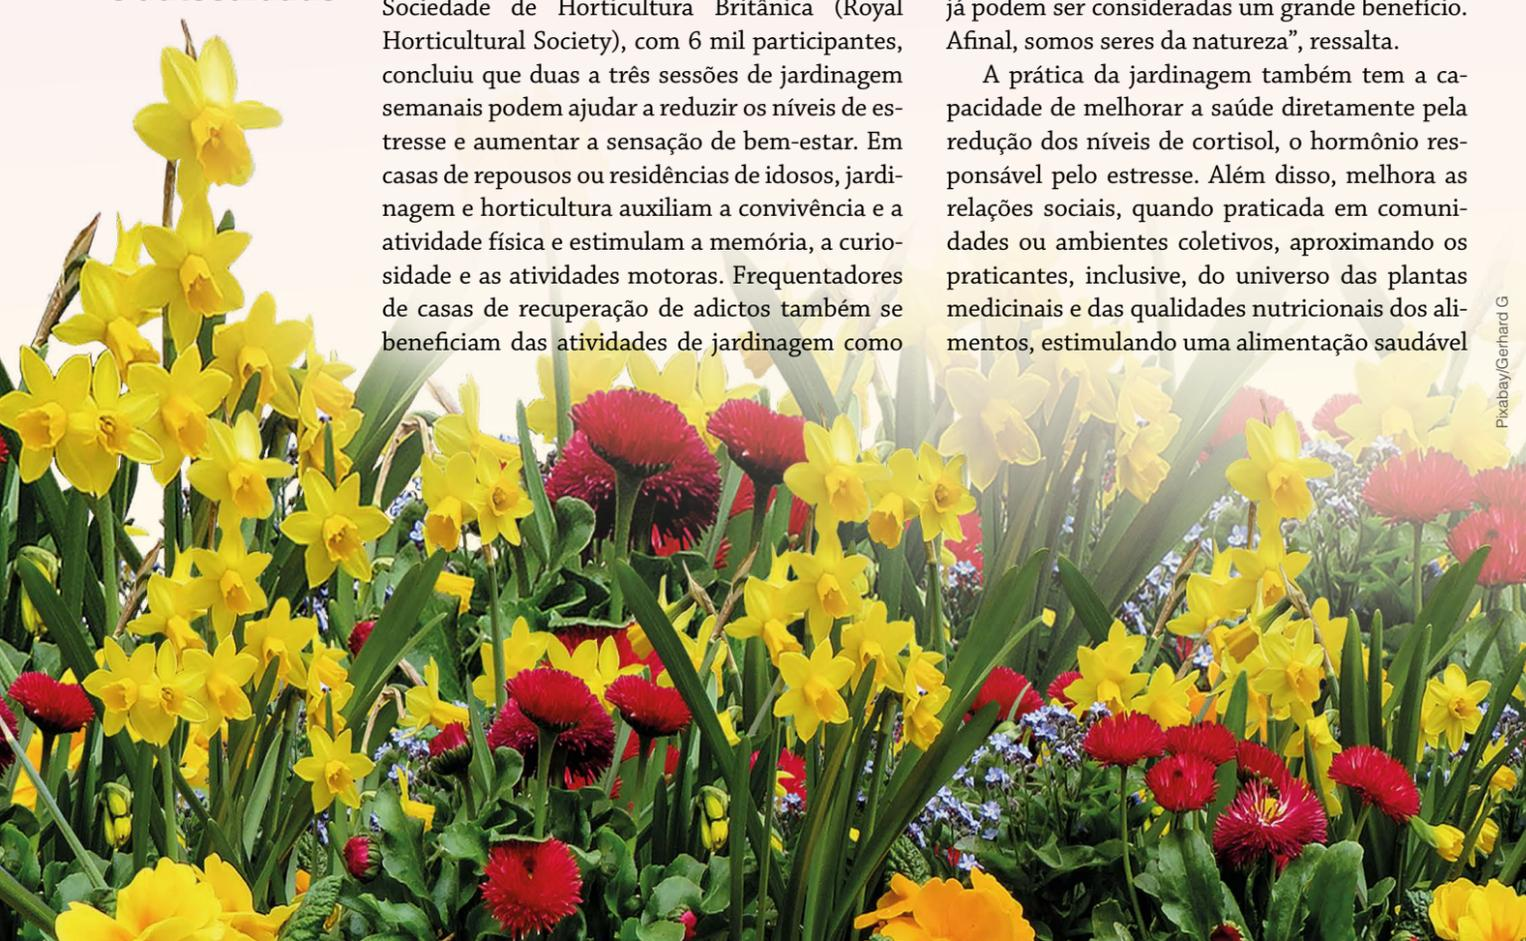 Sociedade de Horticultura Britânica (Royal
Horticultural Society), com 6 mil participantes,
concluiu que duas a três sessões de jardinagem
semanais podem ajudar a reduzir os níveis de es-
tresse e aumentar a sensação de bem-estar. Em
casas de repousos ou residências de idosos, jardi-
nagem e horticultura auxiliam a convivência e a
atividade física e estimulam a memória, a curio-
sidade e as atividades motoras. Frequentadores
de casas de recuperação de adictos também se
beneficiam das atividades de jardinagem como
já podem ser consideradas um grande benefício.
Afinal, somos seres da natureza”, ressalta.
A prática da jardinagem também tem a ca-
pacidade de melhorar a saúde diretamente pela
redução dos níveis de cortisol, o hormônio res-
ponsável pelo estresse. Além disso, melhora as
relações sociais, quando praticada em comuni-
dades ou ambientes coletivos, aproximando os
praticantes, inclusive, do universo das plantas
medicinais e das qualidades nutricionais dos ali-
mentos, estimulando uma alimentação saudável
Pixabay/Gerhard G